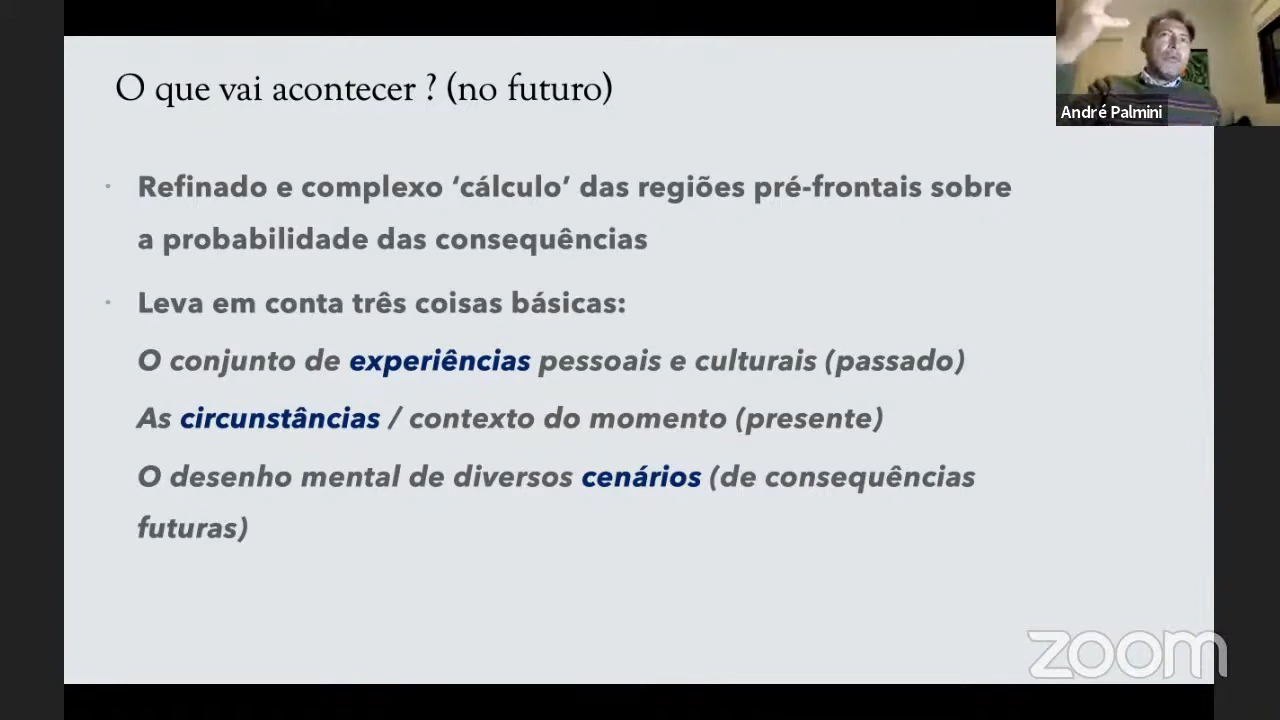 O que vai acontecer ? (no futuro)
André Palmini
· Refinado e complexo ‘cálculo’ das regiões pré-frontais sobre
a probabilidade das consequências
· Leva em conta três coisas básicas:
O conjunto de experiências pessoais e culturais (passado)
As circunstâncias / contexto do momento (presente)
O desenho mental de diversos cenários (de consequências
futuras)
zoom